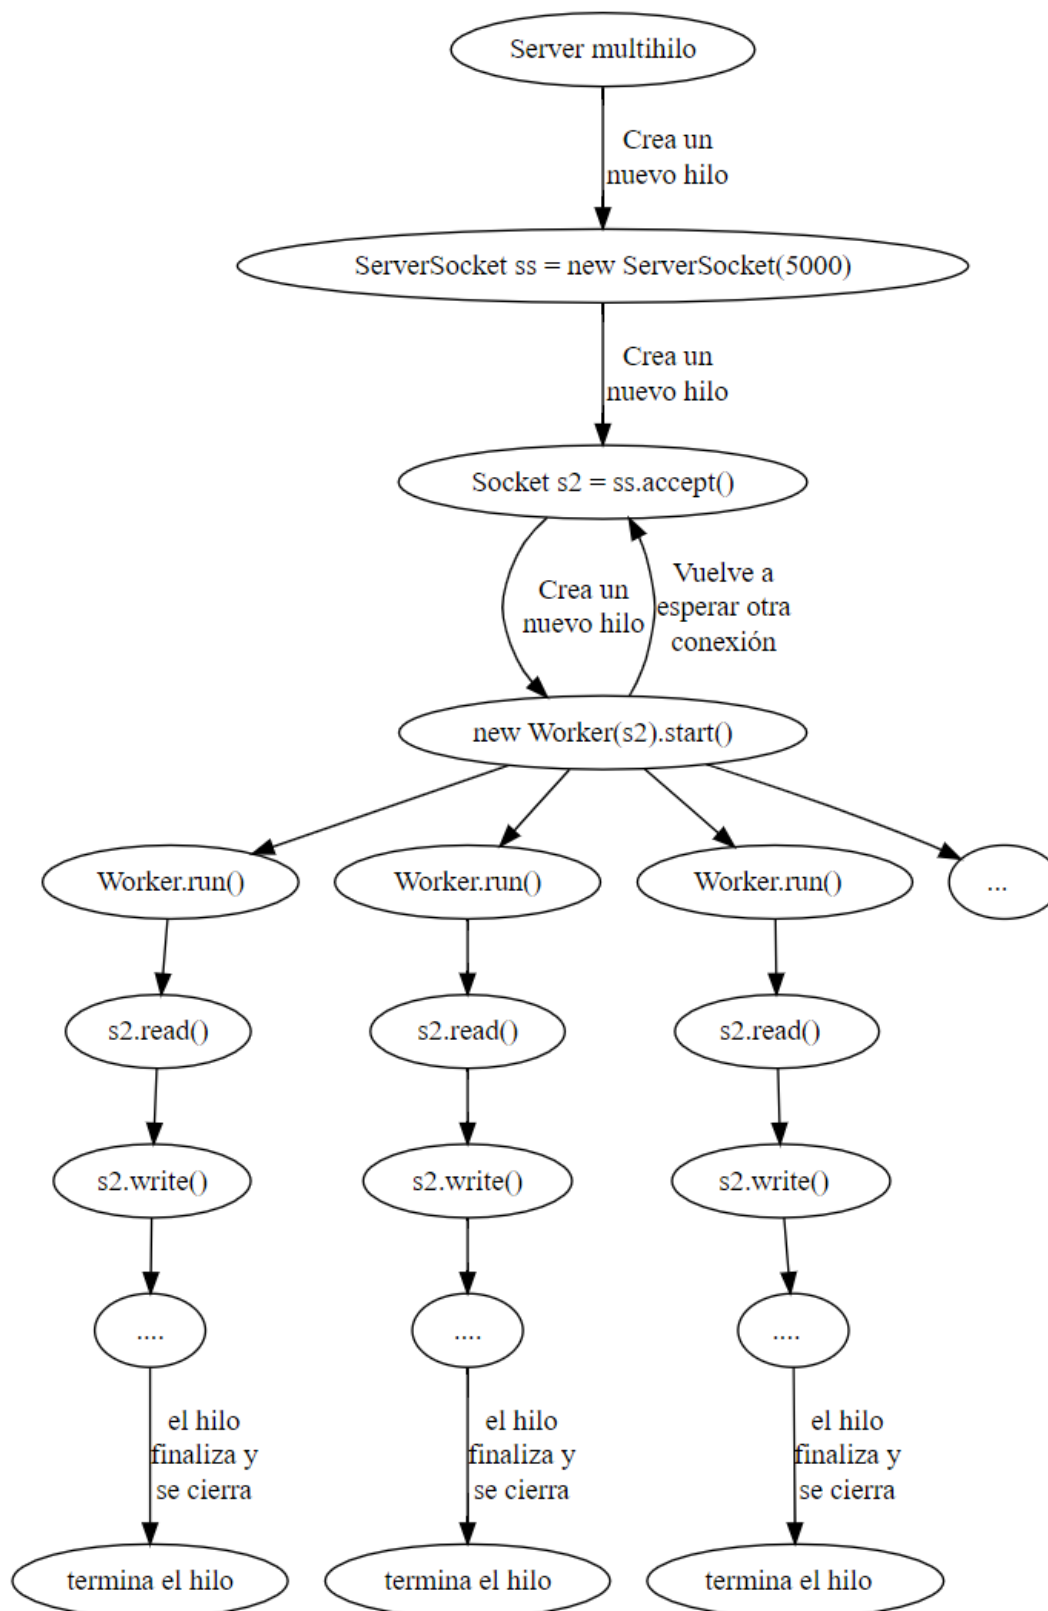 Server multihilo
Crea un
nuevo hilo
ServerSocket ss = new ServerSocket(5000)
Crea un
nuevo hilo
Socket s2 = ss.accept()
Crea un
nuevo hilo
Vuelve a
esperar otra
conexión
new Worker(s2).start()
Worker.run()
Worker.run()
Worker.run()
...
s2.read()
s2.read()
s2.read()
s2.write()
s2.write()
s2.write()
....
....
....
el hilo
finaliza y
se cierra
el hilo
finaliza y
se cierra
el hilo
finaliza y
se cierra
termina el hilo
termina el hilo
termina el hilo